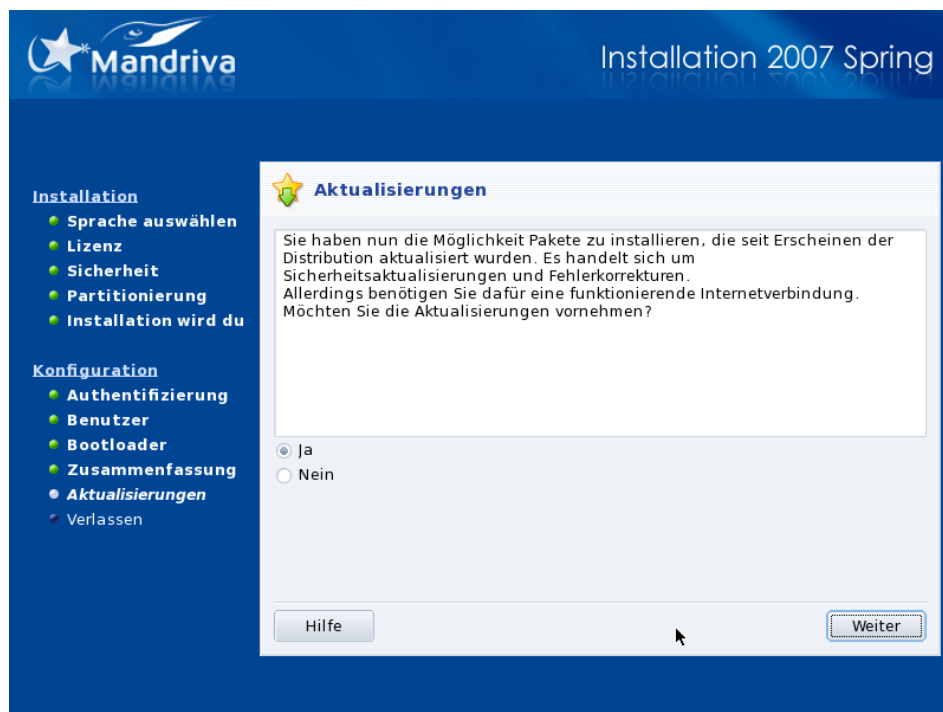 Mandriva
Installation 2007 Spring
Installation
Sprache auswählen
Lizenz
Sicherheit
Partitionierung
Installation wird du
Konfiguration
Authentifizierung
Benutzer
Bootloader
Zusammenfassung
Aktualisierungen
Verlassen
Aktualisierungen
Sie haben nun die Möglichkeit Pakete zu installieren, die seit Erscheinen der
Distribution aktualisiert wurden. Es handelt sich um
Sicherheitsaktualisierungen und Fehlerkorrekturen.
Allerdings benötigen Sie dafür eine funktionierende Internetverbindung.
Möchten Sie die Aktualisierungen vornehmen?
Ja
Nein
Hilfe
Weiter